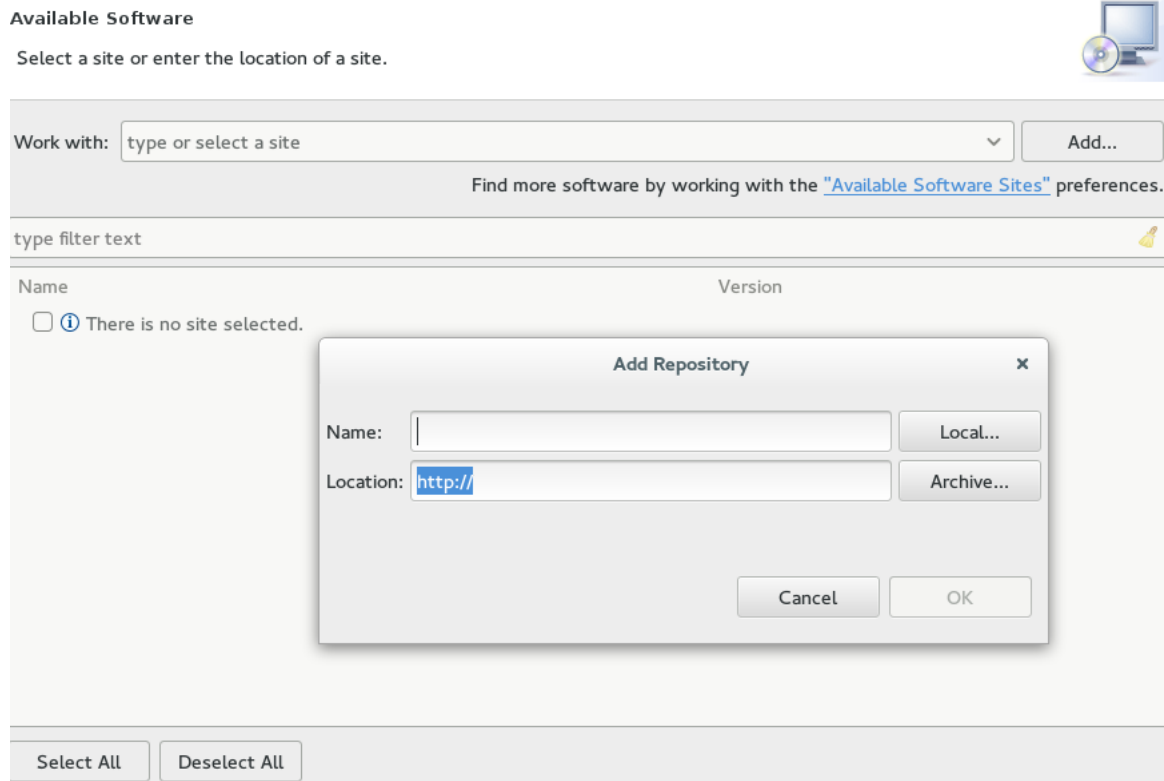 Available Software
Select a site or enter the location of a site.
Work with: type or select a site Add...
Find more software by working with the "Available Software Sites" preferences.
type filter text
Name Version
There is no site selected.
Add Repository
Name: Local...
Location: http:// Archive...
Cancel OK
Select All Deselect All